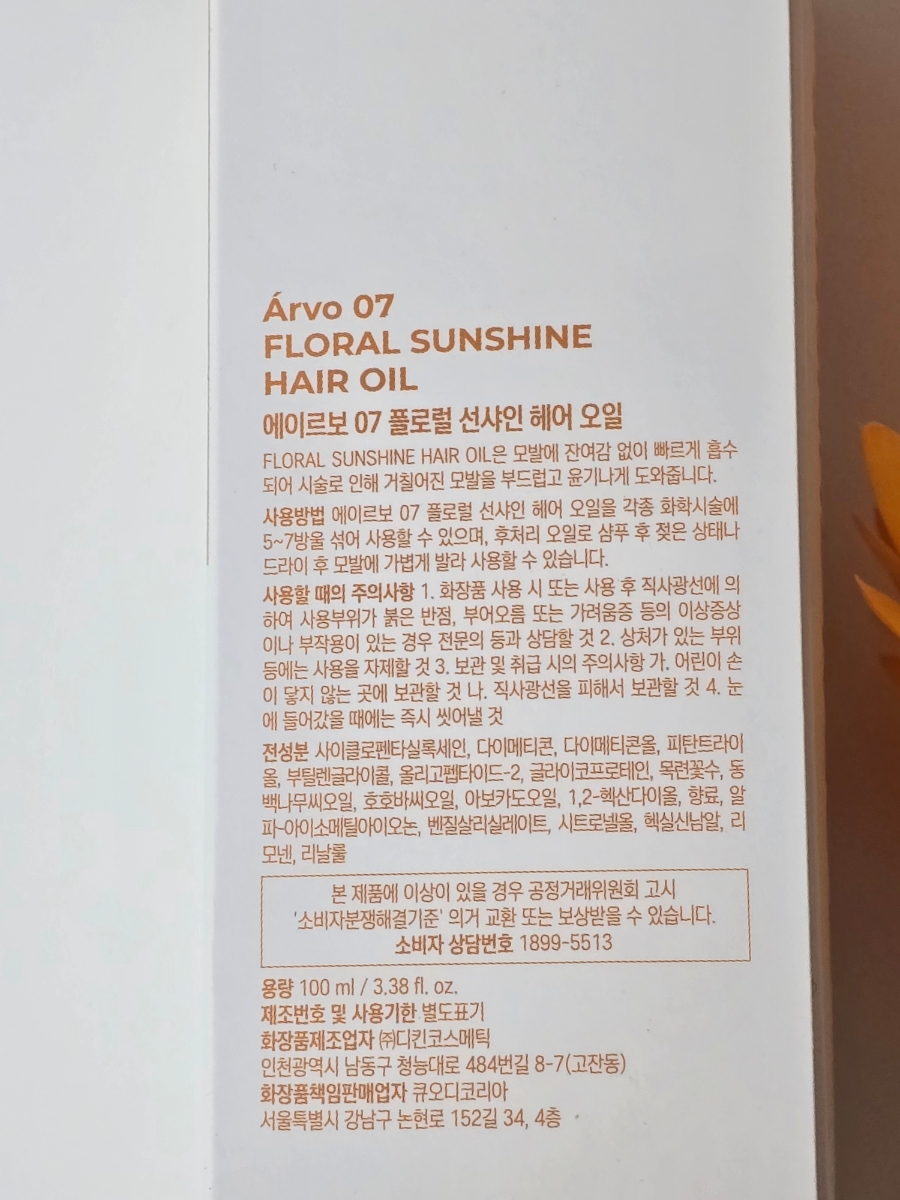 Árvo 07
FLORAL SUNSHINE
HAIR OIL
에이르보 07 플로럴 선샤인 헤어 오일
FLORAL SUNSHINE HAIR OIL은 모발에 잔여감 없이 빠르게 흡수
되어 시술로 인해 거칠어진 모발을 부드럽고 윤기나게 도와줍니다.
사용방법 에이르보 07 플로럴 선샤인 헤어 오일을 각종 화학시술에
5~7방울 섞어 사용할 수 있으며, 후처리 오일로 샴푸 후 젖은 상태나
드라이 후 모발에 가볍게 발라 사용할 수 있습니다.
사용할 때의 주의사항 1. 화장품 사용 시 또는 사용 후 직사광선에 의
하여 사용부위가 붉은 반점, 부어오름 또는 가려움증 등의 이상증상
이나 부작용이 있는 경우 전문의 등과 상담할 것 2. 상처가 있는 부위
등에는 사용을 자제할 것 3. 보관 및 취급 시의 주의사항 가. 어린이 손
이 닿지 않는 곳에 보관할 것 나. 직사광선을 피해서 보관할 것 4. 눈
에 들어갔을 때에는 즉시 씻어낼 것
전성분 사이클로펜타실록세인, 다이메티콘, 다이메티콘올, 피탄트라이
올, 부틸렌글라이콜, 올리고펩타이드-2, 글라이코프로테인, 목련꽃수, 동
백나무씨오일, 호호바씨오일, 아보카도오일, 1,2-헥산다이올, 향료, 알
파-아이소메틸아이오논, 벤질살리실레이트, 시트로넬올, 헥실신남알, 리
모넨, 리날룰
본 제품에 이상이 있을 경우 공정거래위원회 고시
'소비자분쟁해결기준' 의거 교환 또는 보상받을 수 있습니다.
소비자 상담번호 1899-5513
용량 100 ml / 3.38 fl. oz.
제조번호 및 사용기한 별도표기
화장품제조업자 ㈜디킨코스메틱
인천광역시 남동구 청능대로 484번길 8-7(고잔동)
화장품책임판매업자 큐오디코리아
서울특별시 강남구 논현로 152길 34, 4층